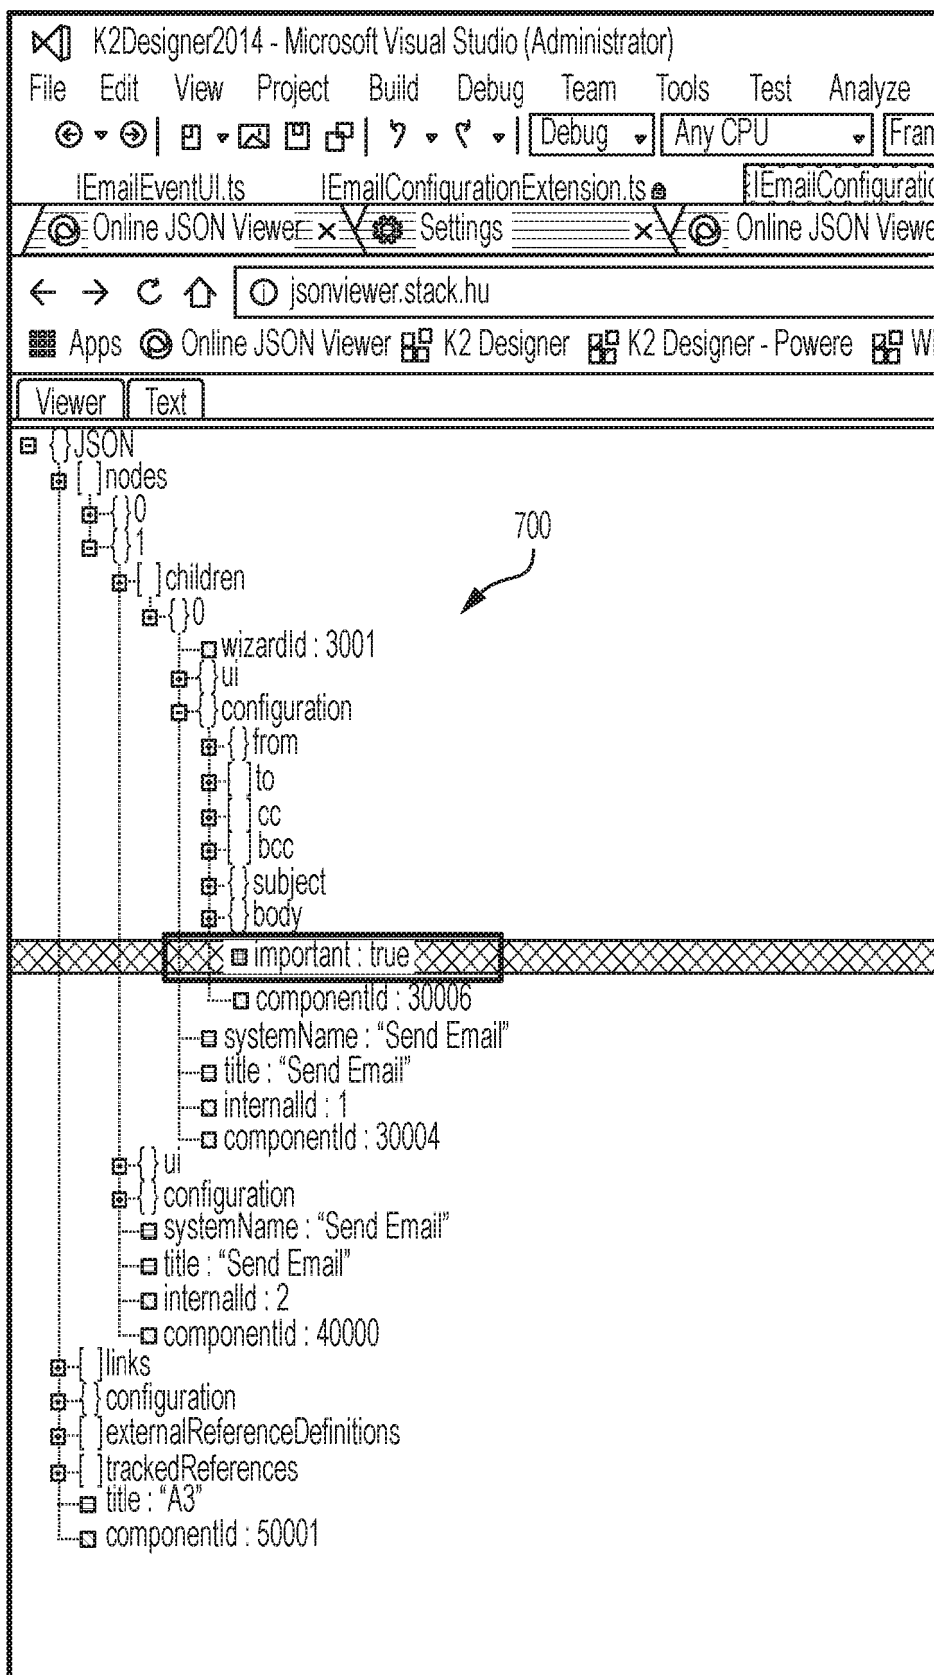 K2Designer2014 - Microsoft Visual Studio (Administrator)
File Edit View Project Build Debug Team Tools Test Analyze
Debug Any CPU Fran
IEmailEventUI.ts IEmailConfigurationExtension.ts IEmailConfiguratio
Online JSON Viewer × Settings × Online JSON Viewe
jsonviewer.stack.hu
Apps Online JSON Viewer K2 Designer K2 Designer - Powere Wi
Viewer Text
{}JSON
[ ]nodes
{ }0
{ }1
700
[ ]children
{ }0
wizardId : 3001
{ }ui
{ }configuration
{ }from
[ ]to
[ ]cc
[ ]bcc
{ }subject
{ }body
important : true
componentId : 30006
systemName : “Send Email”
title : “Send Email”
internalId : 1
componentId : 30004
{ }ui
{ }configuration
systemName : “Send Email”
title : “Send Email”
internalId : 2
componentId : 40000
[ ]links
{ }configuration
[ ]externalReferenceDefinitions
[ ]trackedReferences
title : “A3”
componentId : 50001